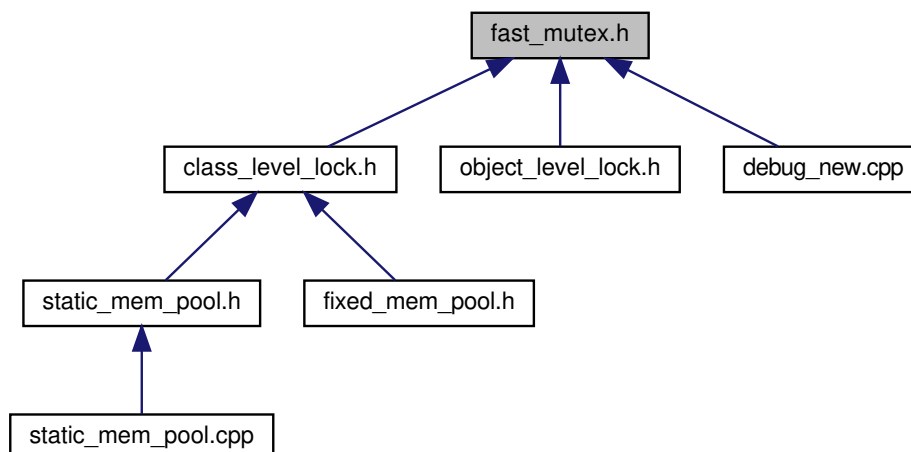 fast_mutex.h
class_level_lock.h
object_level_lock.h
debug_new.cpp
static_mem_pool.h
fixed_mem_pool.h
static_mem_pool.cpp